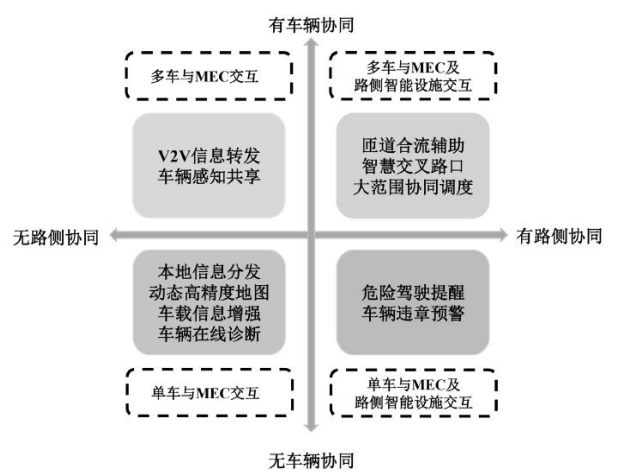 有车辆协同
多车与MEC交互
多车与MEC及
路侧智能设施交互
V2V信息转发
车辆感知共享
匝道合流辅助
智慧交叉路口
大范围协同调度
无路侧协同
有路侧协同
本地信息分发
动态高精度地图
车载信息增强
车辆在线诊断
危险驾驶提醒
车辆违章预警
单车与MEC交互
单车与MEC及
路侧智能设施交互
无车辆协同